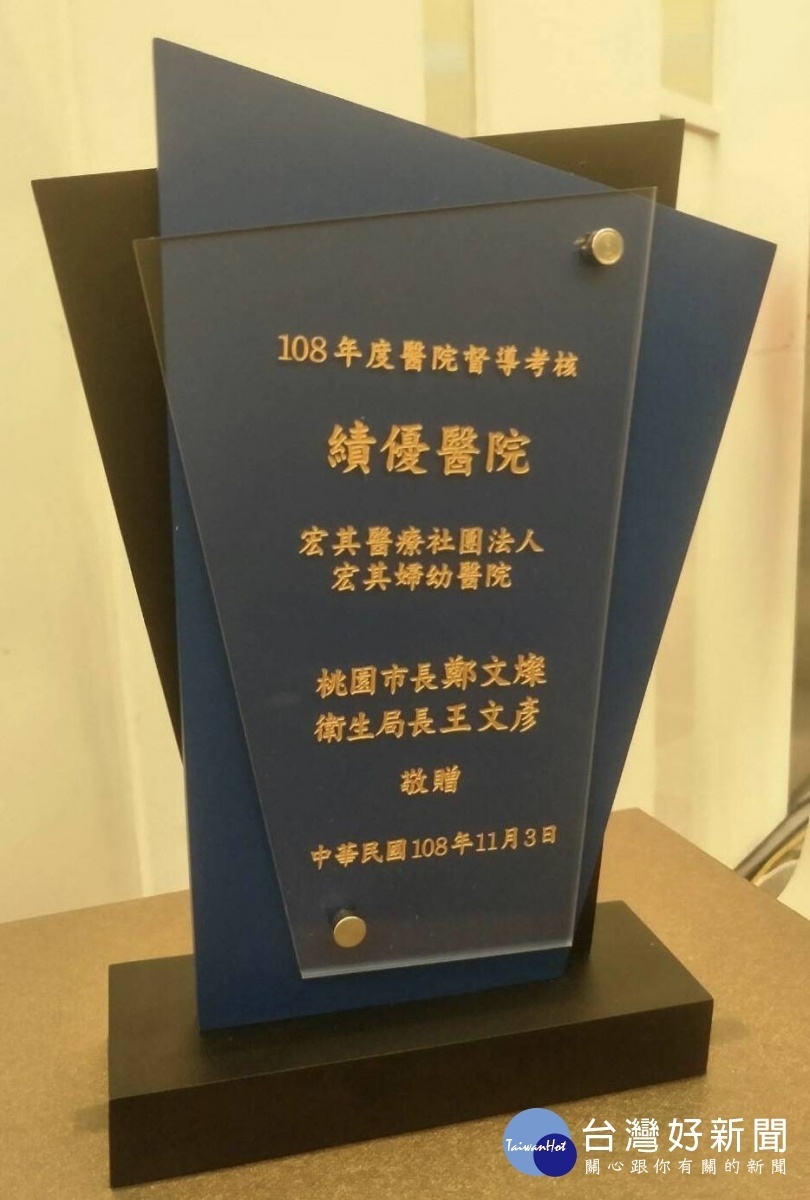 108年度醫院督導考核
績優醫院
宏其醫療社團法人
宏其婦幼醫院
桃園市長鄭文燦
衛生局長王文彥
敬贈
中華民國108年11月3日
TaiwanHot
台灣好新聞
關心跟你有關的新聞